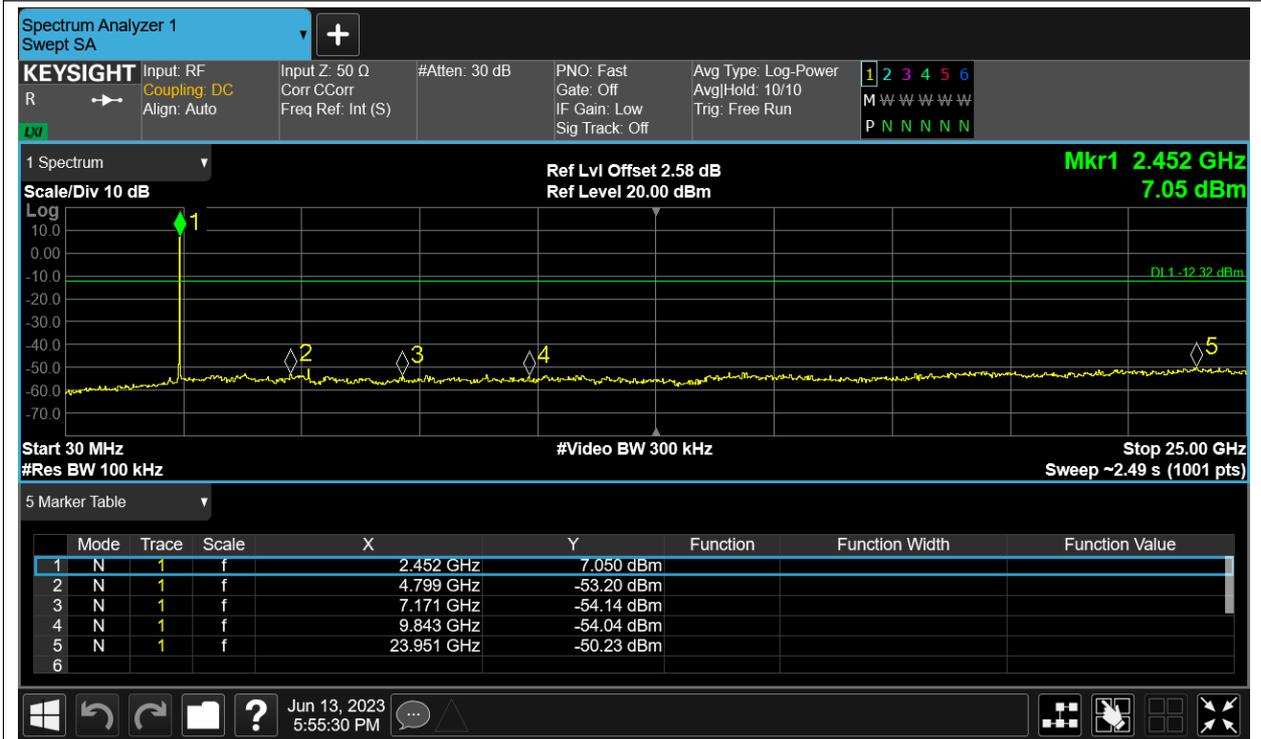 Spectrum Analyzer 1
Swept SA
+
KEYSIGHT
R
LXI
Input: RF
Coupling: DC
Align: Auto
Input Z: 50 Ω
Corr CCorr
Freq Ref: Int (S)
#Atten: 30 dB
PNO: Fast
Gate: Off
IF Gain: Low
Sig Track: Off
Avg Type: Log-Power
Avg|Hold: 10/10
Trig: Free Run
1 2 3 4 5 6
M W W W W W
P N N N N N
1 Spectrum
Scale/Div 10 dB
Ref Lvl Offset 2.58 dB
Ref Level 20.00 dBm
Mkr1 2.452 GHz
7.05 dBm
Log
10.0
0.00
-10.0
-20.0
-30.0
-40.0
-50.0
-60.0
-70.0
1
DL1 -12.32 dBm
2
3
4
5
Start 30 MHz
#Res BW 100 kHz
#Video BW 300 kHz
Stop 25.00 GHz
Sweep ~2.49 s (1001 pts)
5 Marker Table
Mode Trace Scale X Y Function Function Width Function Value
1 N 1 f 2.452 GHz 7.050 dBm
2 N 1 f 4.799 GHz -53.20 dBm
3 N 1 f 7.171 GHz -54.14 dBm
4 N 1 f 9.843 GHz -54.04 dBm
5 N 1 f 23.951 GHz -50.23 dBm
6
?
Jun 13, 2023
5:55:30 PM